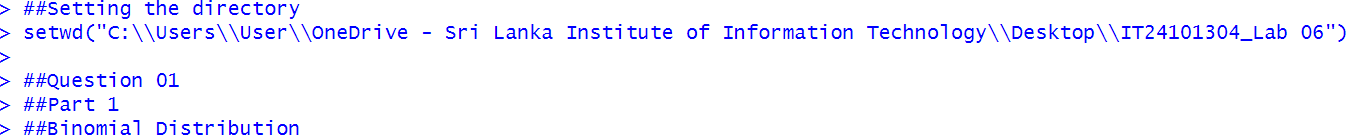 > ##Setting the directory
> setwd("C:\\Users\\User\\OneDrive - Sri Lanka Institute of Information Technology\\Desktop\\IT24101304_Lab 06")
>
> ##Question 01
> ##Part 1
> ##Binomial Distribution